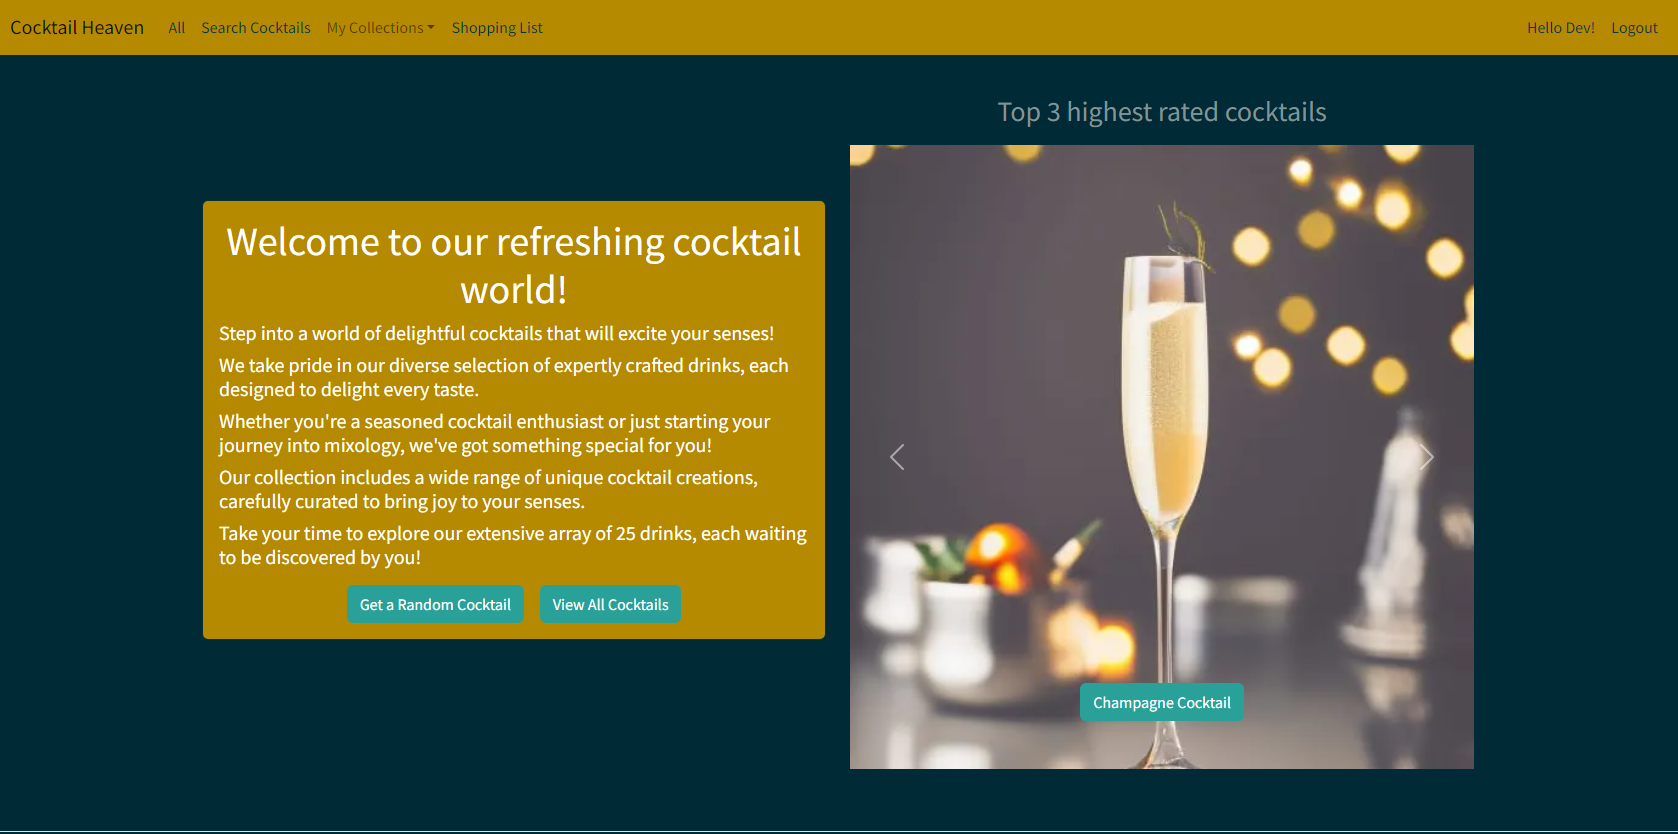 Cocktail Heaven All Search Cocktails My Collections Shopping List Hello Dev! Logout
Top 3 highest rated cocktails
Welcome to our refreshing cocktail
world!
Step into a world of delightful cocktails that will excite your senses!
We take pride in our diverse selection of expertly crafted drinks, each
designed to delight every taste.
Whether you're a seasoned cocktail enthusiast or just starting your
journey into mixology, we've got something special for you!
Our collection includes a wide range of unique cocktail creations,
carefully curated to bring joy to your senses.
Take your time to explore our extensive array of 25 drinks, each waiting
to be discovered by you!
Get a Random Cocktail View All Cocktails
Champagne Cocktail